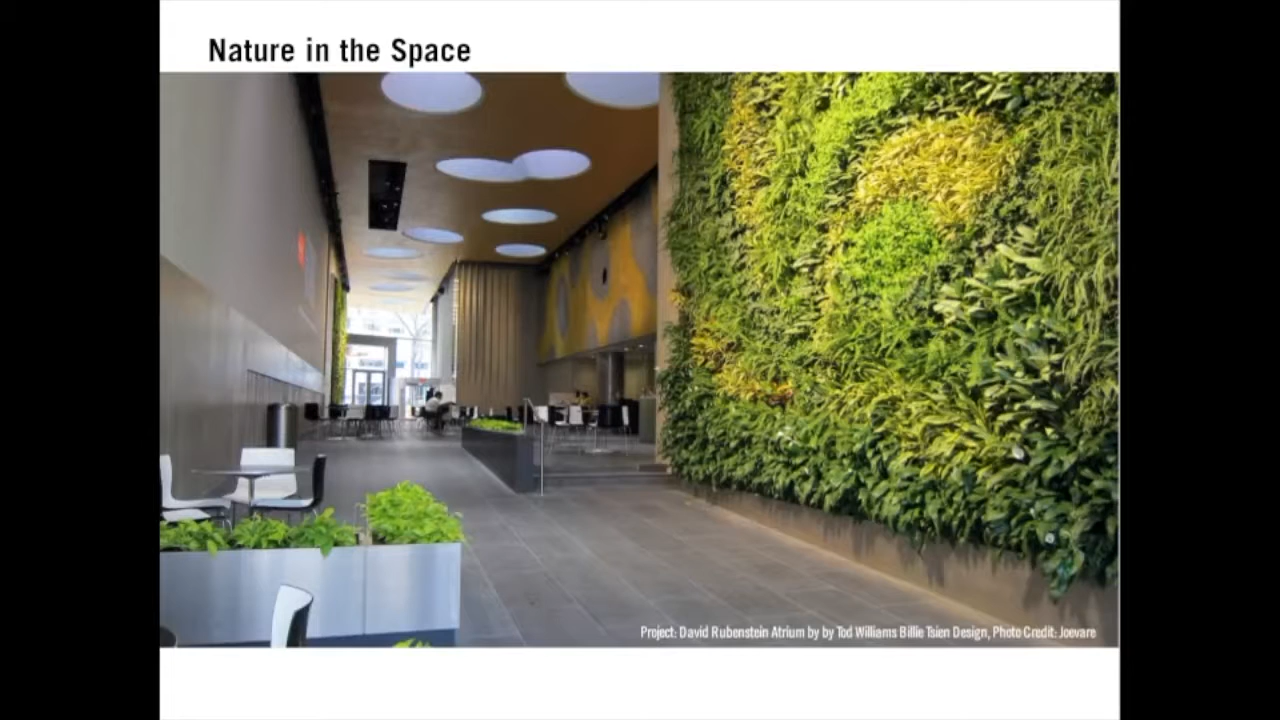 Nature in the Space
Project: David Rubenstein Atrium by by Tod Williams Billie Tsien Design, Photo Credit: Joevare